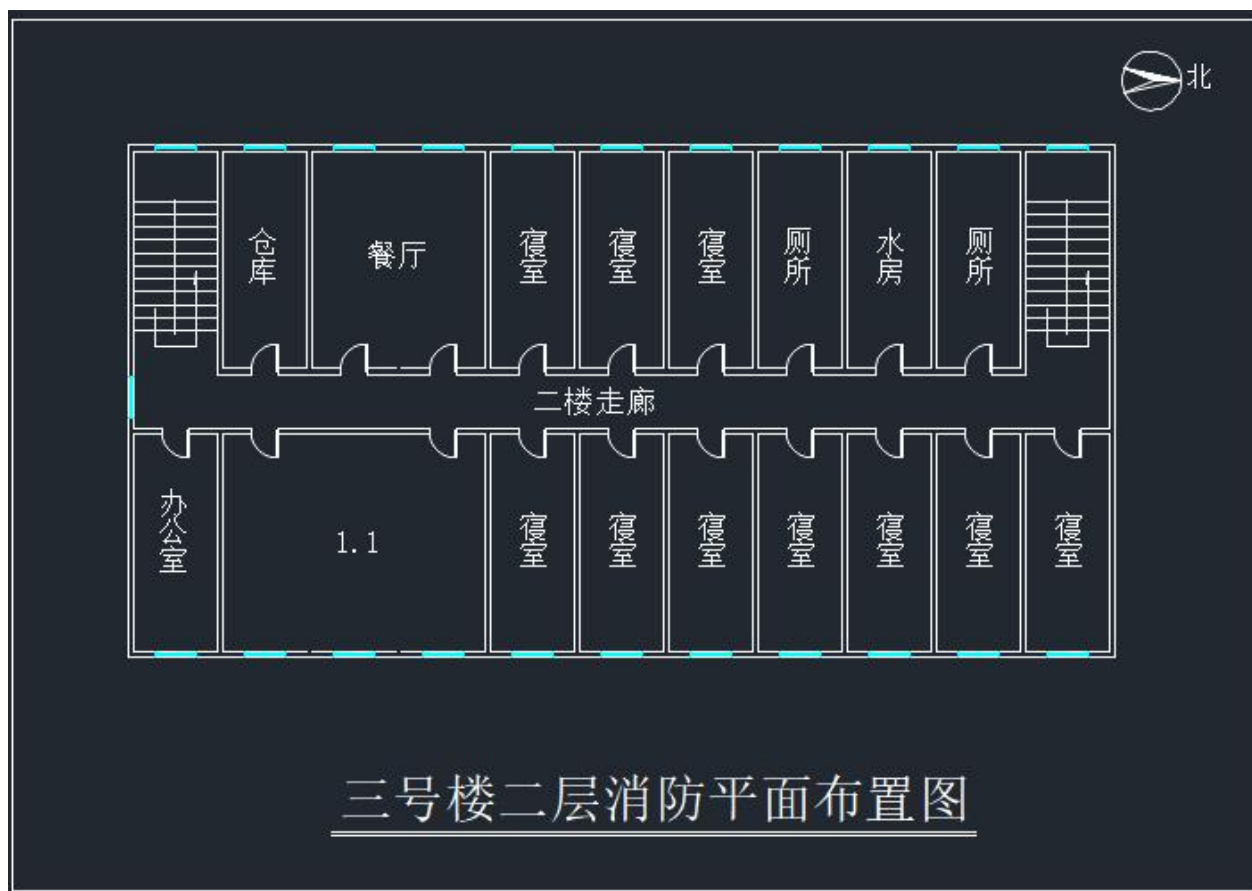 北
仓库
餐厅
寝室
寝室
寝室
厕所
水房
厕所
二楼走廊
办公室
1.1
寝室
寝室
寝室
寝室
寝室
寝室
寝室
三号楼二层消防平面布置图